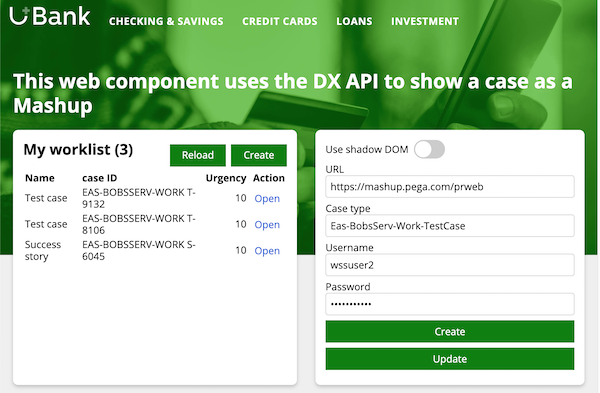 UBank
CHECKING & SAVINGS CREDIT CARDS LOANS INVESTMENT
This web component uses the DX API to show a case as a
Mashup
My worklist (3) Reload Create
Name case ID Urgency Action
Test case EAS-BOBSSERV-WORK T-
9132 10 Open
Test case EAS-BOBSSERV-WORK T-
8106 10 Open
Success EAS-BOBSSERV-WORK S-
story 6045 10 Open
Use shadow DOM
URL
https://mashup.pega.com/prweb
Case type
Eas-BobsServ-Work-TestCase
Username
wssuser2
Password
•••••••••••
Create
Update